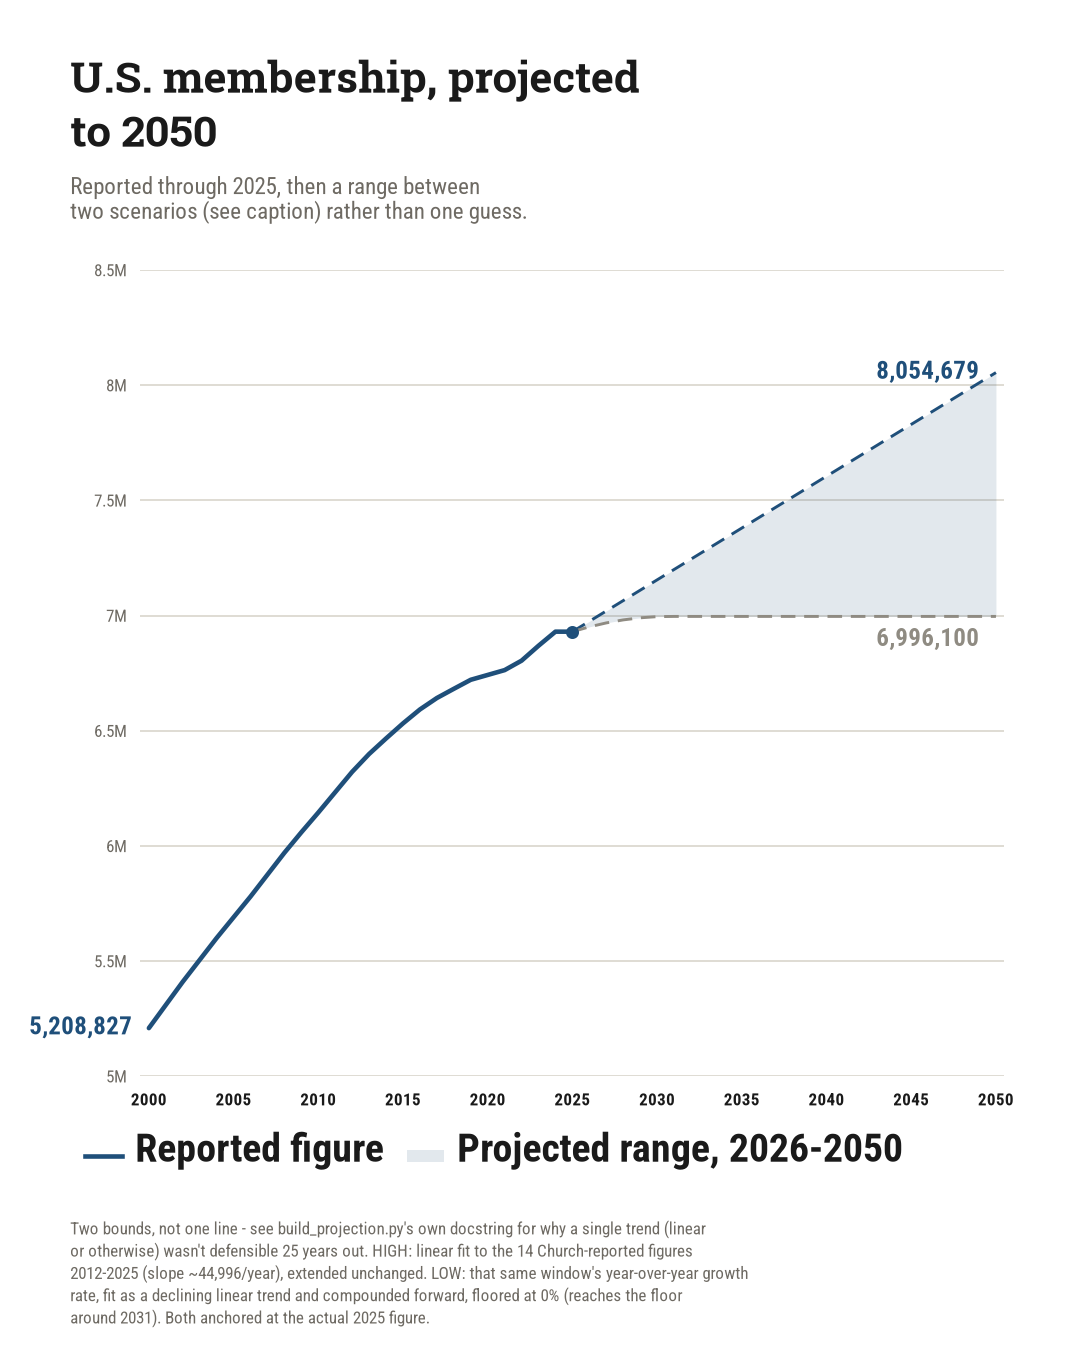 U.S. membership, projected
to 2050
Reported through 2025, then a range between
two scenarios (see caption) rather than one guess.
8.5M
8,054,679
8M
7.5M
7M
6,996,100
6.5M
6M
5.5M
5,208,827
5M
2000 2005 2010 2015 2020 2025 2030 2035 2040 2045 2050
Reported figure Projected range, 2026-2050
Two bounds, not one line - see build_projection.py's own docstring for why a single trend (linear
or otherwise) wasn't defensible 25 years out. HIGH: linear fit to the 14 Church-reported figures
2012-2025 (slope ~44,996/year), extended unchanged. LOW: that same window's year-over-year growth
rate, fit as a declining linear trend and compounded forward, floored at 0% (reaches the floor
around 2031). Both anchored at the actual 2025 figure.